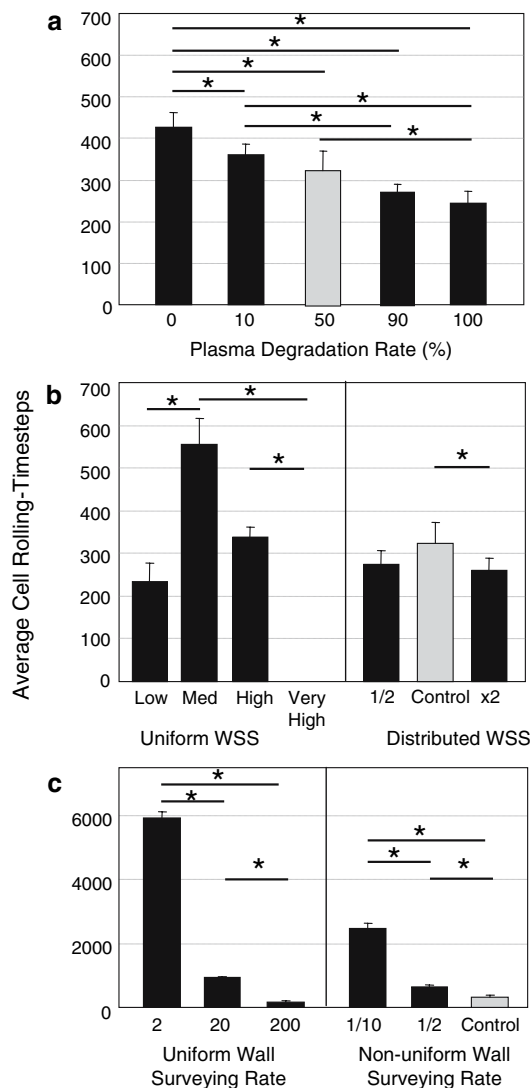 a
700
600
500
400
300
200
100
0
* * * * * * *
0 10 50 90 100
Plasma Degradation Rate (%)
Average Cell Rolling-Timesteps
b
700
600
500
400
300
200
100
0
* * * *
Low Med High Very High 1/2 Control x2
Uniform WSS Distributed WSS
c
6000
4000
2000
0
* * * * * *
2 20 200 1/10 1/2 Control
Uniform Wall Surveying Rate
Non-uniform Wall Surveying Rate